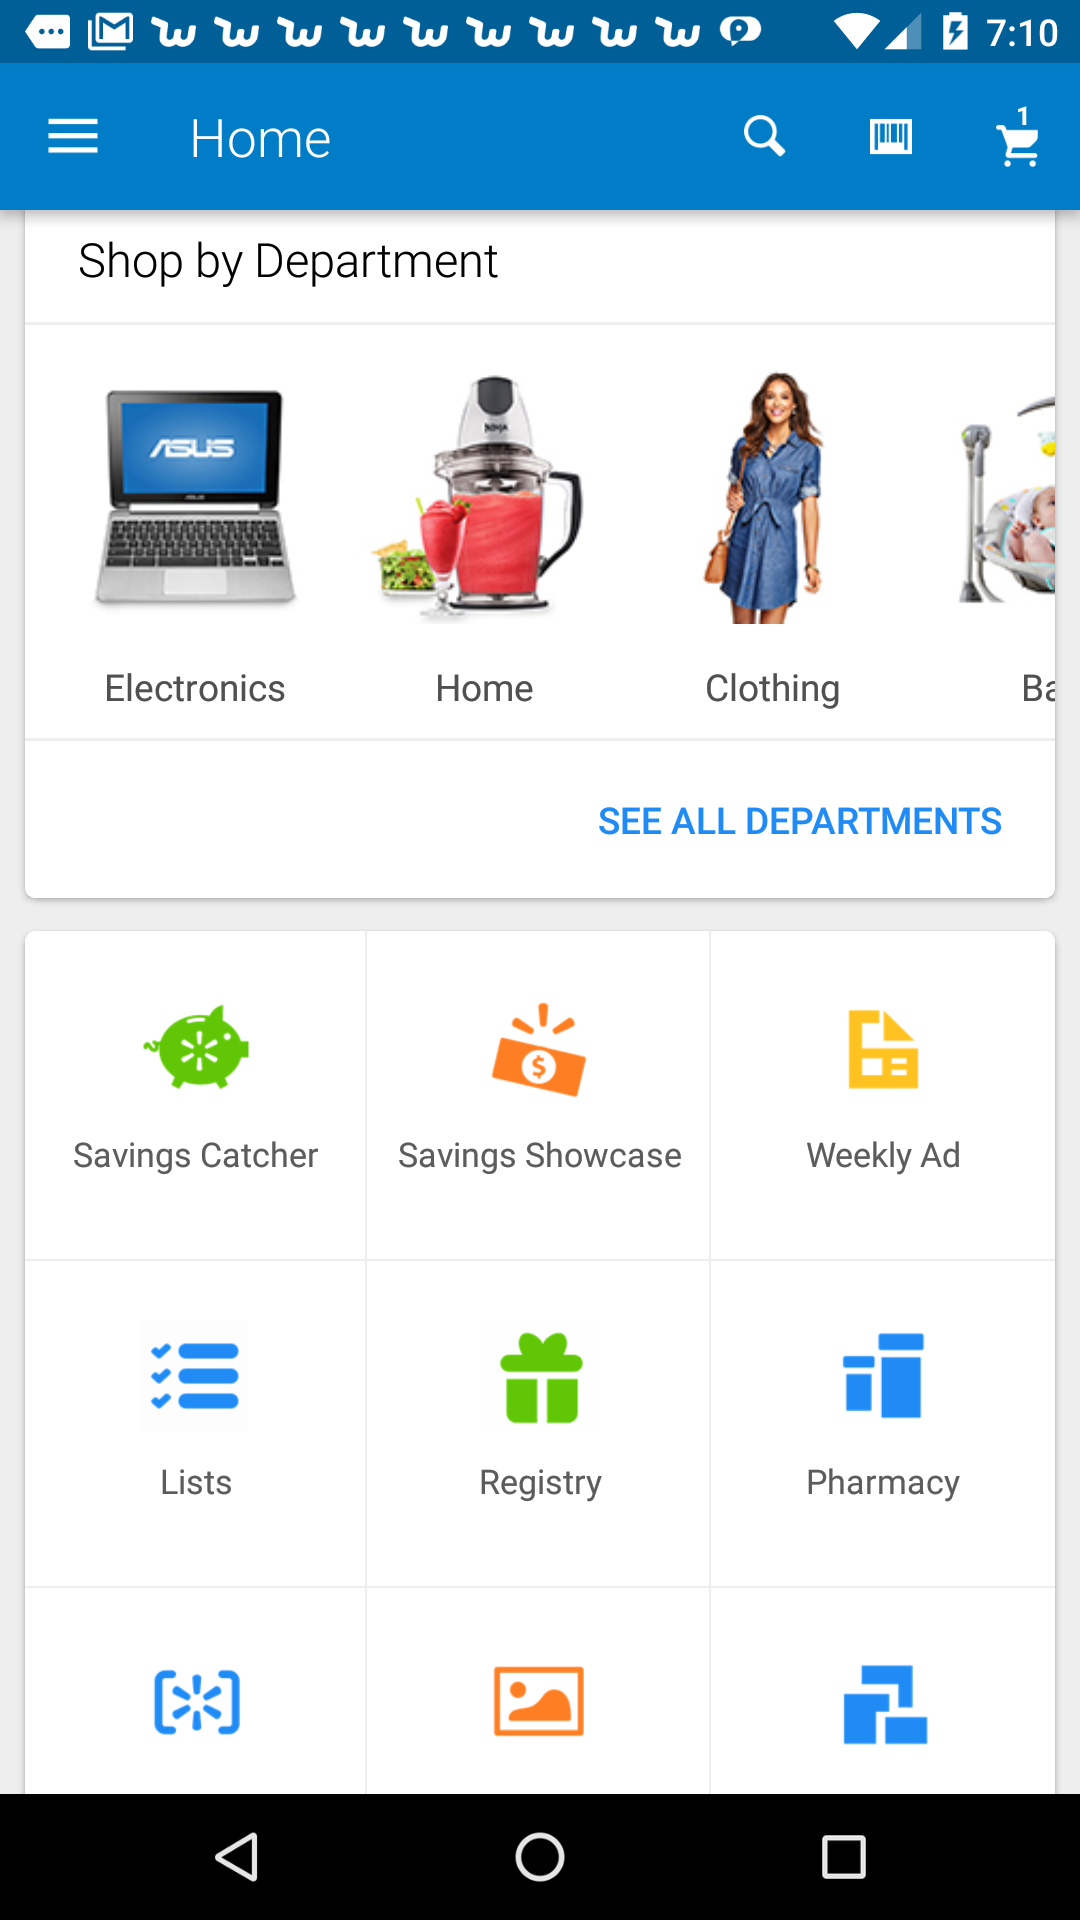 7:10
Home
1
Shop by Department
ASUS
NINJA
Electronics
Home
Clothing
Ba
SEE ALL DEPARTMENTS
$
Savings Catcher
Savings Showcase
Weekly Ad
Lists
Registry
Pharmacy